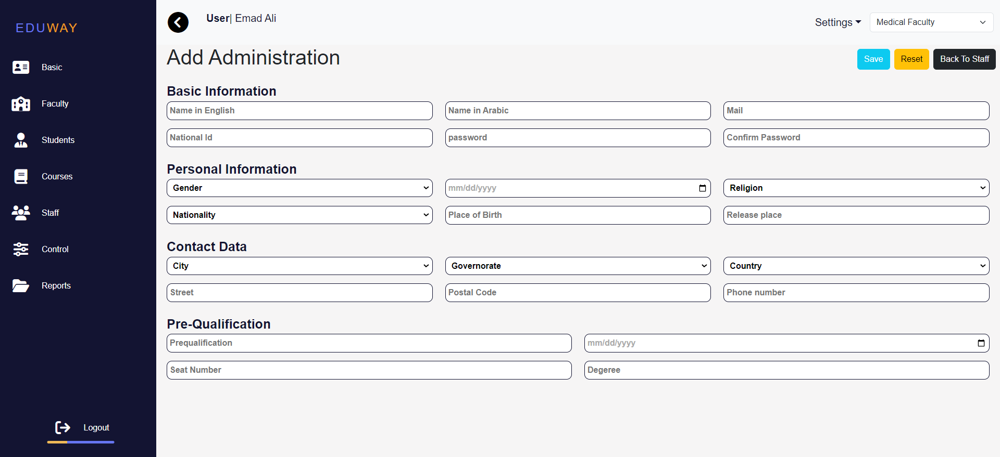 EDUWAY
Basic
Faculty
Students
Courses
Staff
Control
Reports
Logout
User| Emad Ali
Settings
Medical Faculty
Add Administration
Save
Reset
Back To Staff
Basic Information
Name in English
Name in Arabic
Mail
National Id
password
Confirm Password
Personal Information
Gender
mm/dd/yyyy
Religion
Nationality
Place of Birth
Release place
Contact Data
City
Governorate
Country
Street
Postal Code
Phone number
Pre-Qualification
Prequalification
mm/dd/yyyy
Seat Number
Degeree